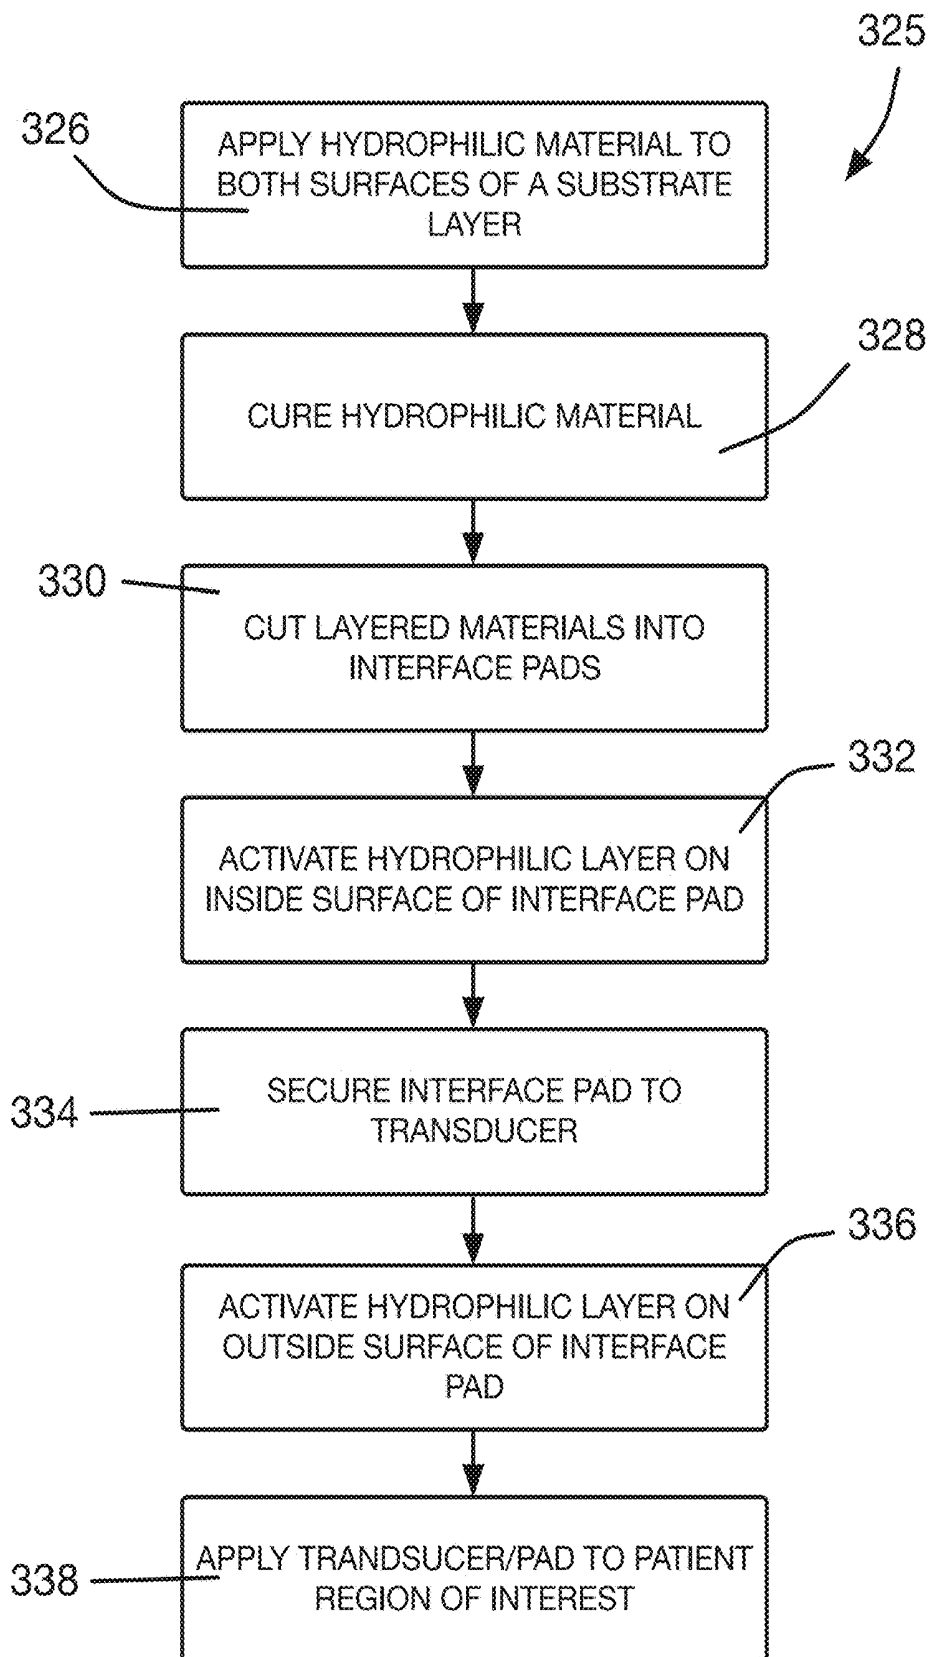 325
326
APPLY HYDROPHILIC MATERIAL TO
BOTH SURFACES OF A SUBSTRATE
LAYER
328
CURE HYDROPHILIC MATERIAL
330
CUT LAYERED MATERIALS INTO
INTERFACE PADS
332
ACTIVATE HYDROPHILIC LAYER ON
INSIDE SURFACE OF INTERFACE PAD
334
SECURE INTERFACE PAD TO
TRANSDUCER
336
ACTIVATE HYDROPHILIC LAYER ON
OUTSIDE SURFACE OF INTERFACE
PAD
338
APPLY TRANDSUCER/PAD TO PATIENT
REGION OF INTEREST